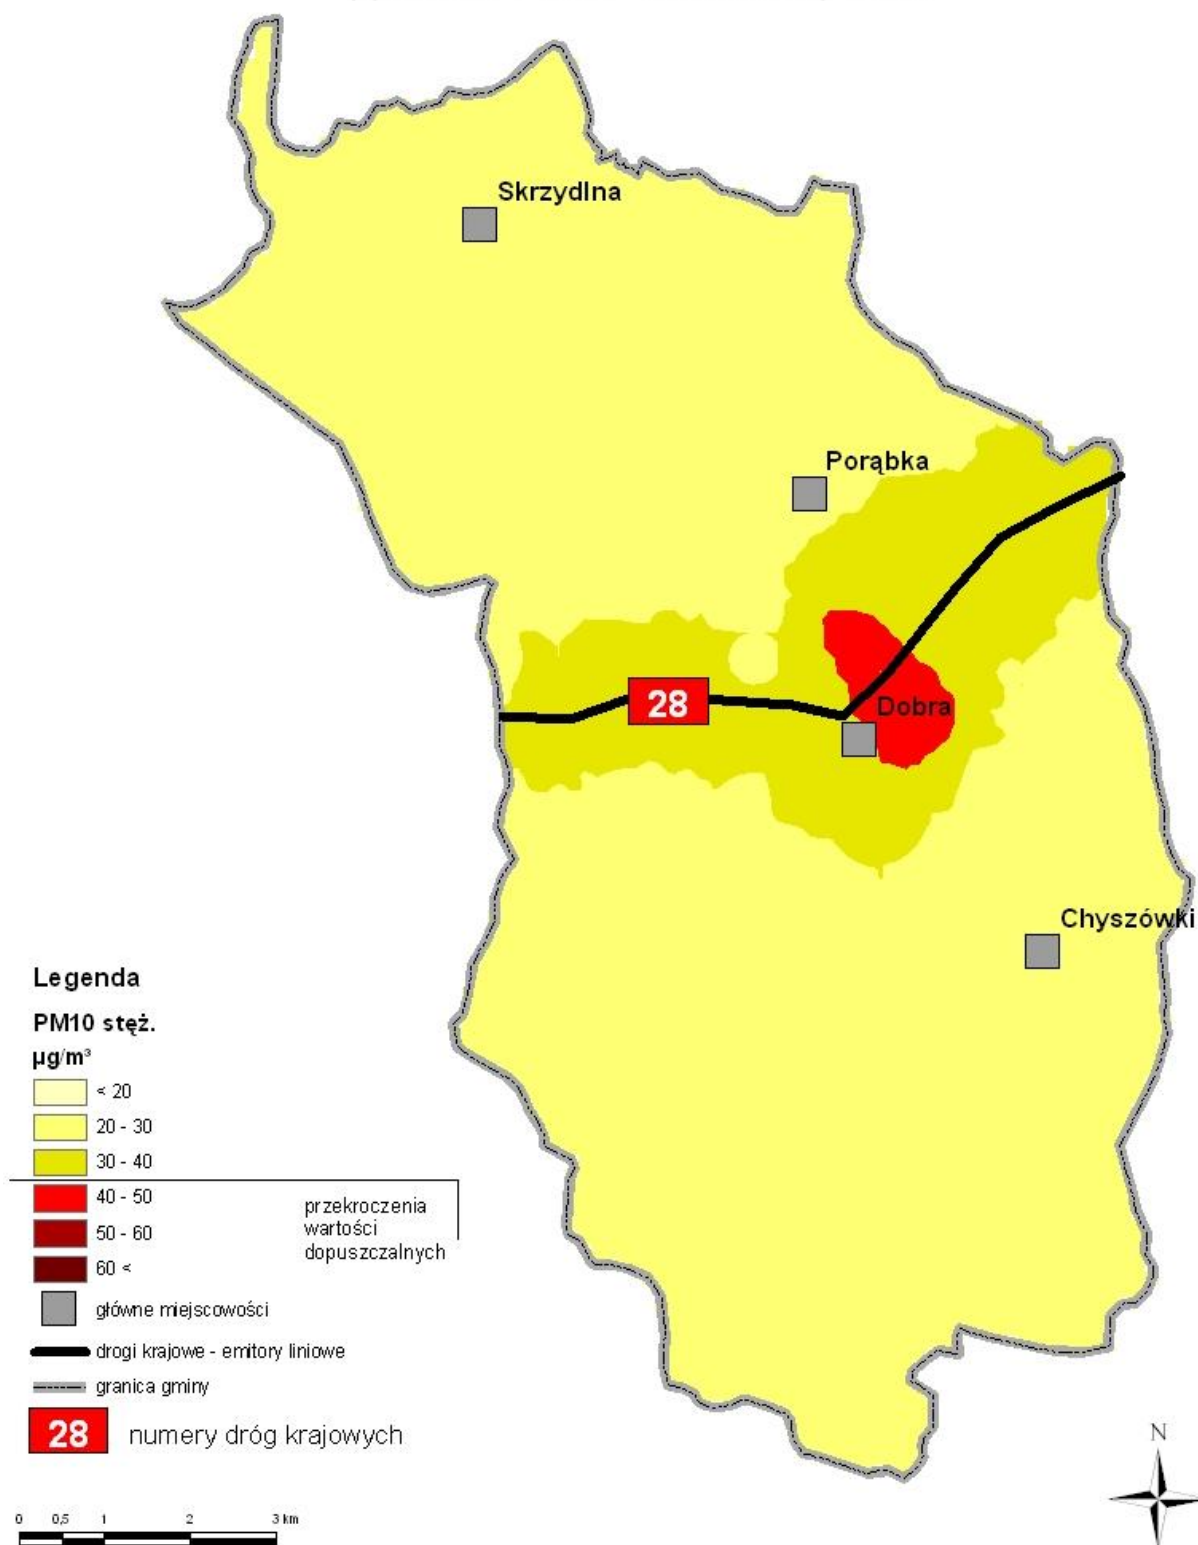 Skrzydlna
Porąbka
28
Dobra
Chyszówki
Legenda
PM10 stęż.
µg/m³
< 20
20 - 30
30 - 40
40 - 50
50 - 60
60 <
przekroczenia
wartości
dopuszczalnych
główne miejscowości
drogi krajowe - emitory liniowe
granica gminy
28 numery dróg krajowych
N
0 0,5 1 2 3 km